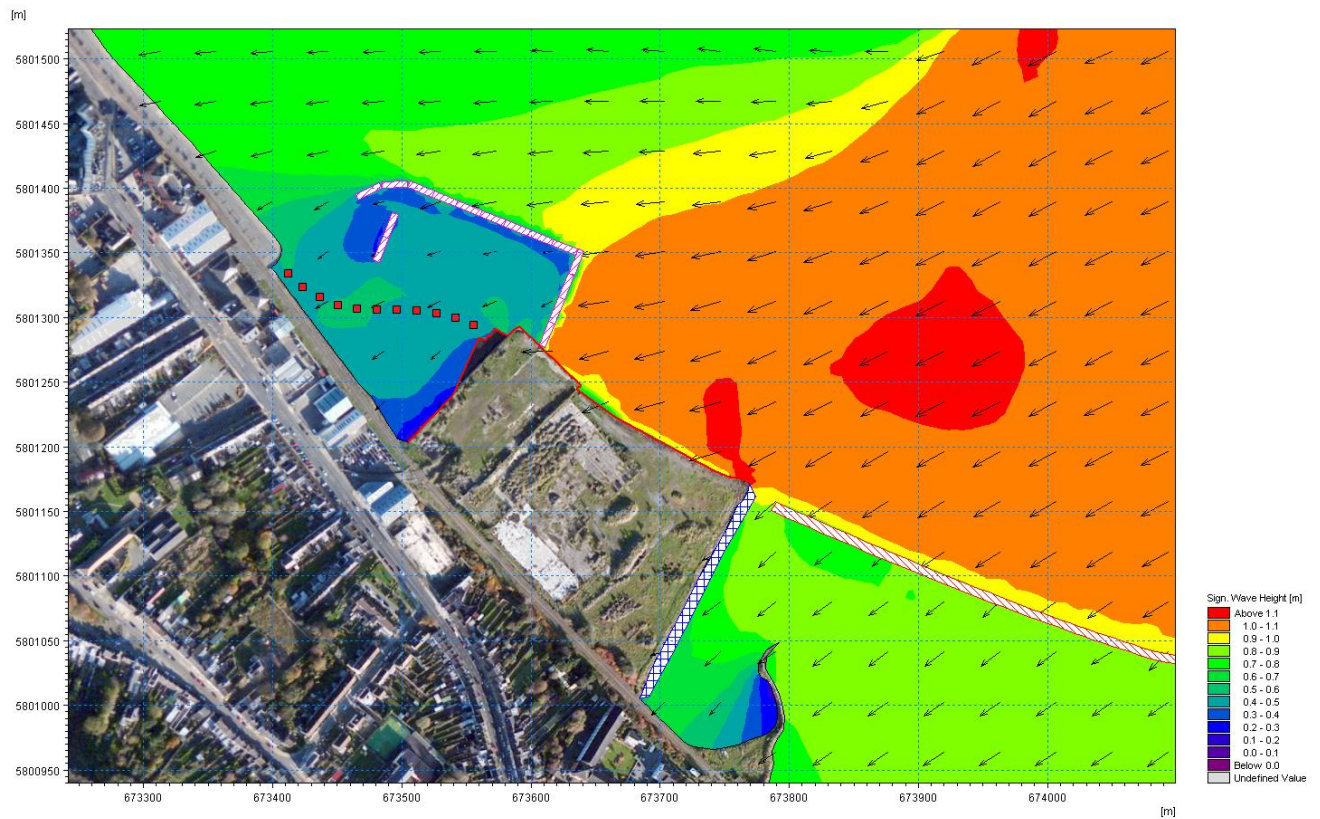 [m]
5801500
5801450
5801400
5801350
5801300
5801250
5801200
5801150
5801100
5801050
5801000
5800950
673300 673400 673500 673600 673700 673800 673900 674000
[m]
Sign. Wave Height [m]
Above 1.1
1.0 - 1.1
0.9 - 1.0
0.8 - 0.9
0.7 - 0.8
0.6 - 0.7
0.5 - 0.6
0.4 - 0.5
0.3 - 0.4
0.2 - 0.3
0.1 - 0.2
0.0 - 0.1
Below 0.0
Undefined Value